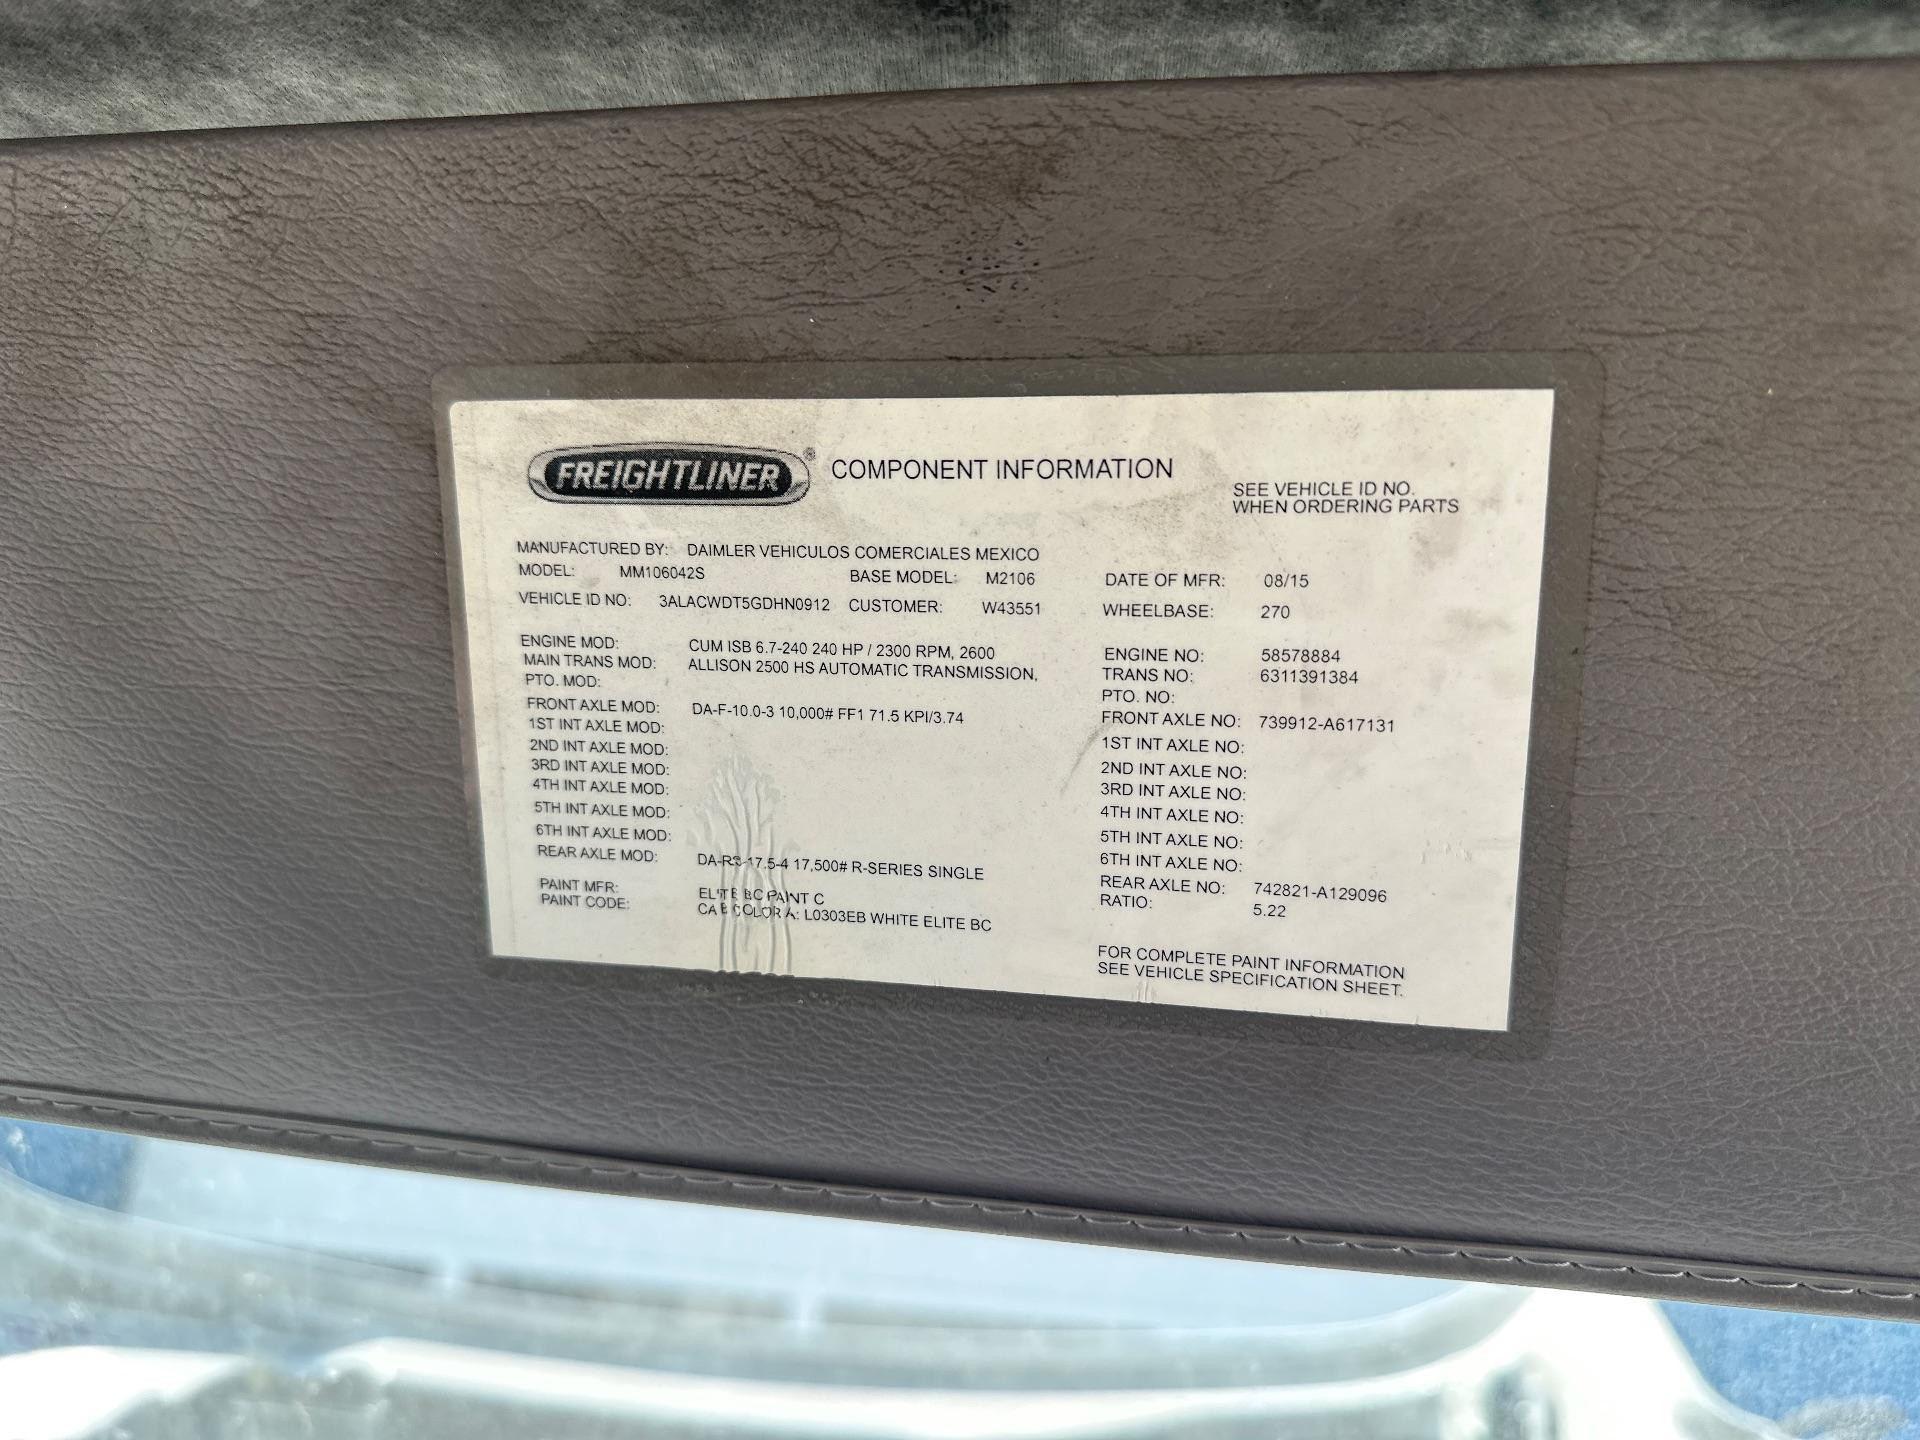 FREIGHTLINER® COMPONENT INFORMATION
SEE VEHICLE ID NO.
WHEN ORDERING PARTS
MANUFACTURED BY: DAIMLER VEHICULOS COMERCIALES MEXICO
MODEL: MM106042S BASE MODEL: M2106 DATE OF MFR: 08/15
VEHICLE ID NO: 3ALACWDT5GDHN0912 CUSTOMER: W43551 WHEELBASE: 270
ENGINE MOD: CUM ISB 6.7-240 240 HP / 2300 RPM, 2600 ENGINE NO: 58578884
MAIN TRANS MOD: ALLISON 2500 HS AUTOMATIC TRANSMISSION, TRANS NO: 6311391384
PTO. MOD: PTO. NO:
FRONT AXLE MOD: DA-F-10.0-3 10,000# FF1 71.5 KPI/3.74 FRONT AXLE NO: 739912-A617131
1ST INT AXLE MOD: 1ST INT AXLE NO:
2ND INT AXLE MOD: 2ND INT AXLE NO:
3RD INT AXLE MOD: 3RD INT AXLE NO:
4TH INT AXLE MOD: 4TH INT AXLE NO:
5TH INT AXLE MOD: 5TH INT AXLE NO:
6TH INT AXLE MOD: 6TH INT AXLE NO:
REAR AXLE MOD: DA-RS-17.5-4 17,500# R-SERIES SINGLE REAR AXLE NO: 742821-A129096
RATIO: 5.22
PAINT MFR: ELITE BC PAINT C
PAINT CODE: CAB COLOR A: L0303EB WHITE ELITE BC
FOR COMPLETE PAINT INFORMATION
SEE VEHICLE SPECIFICATION SHEET.